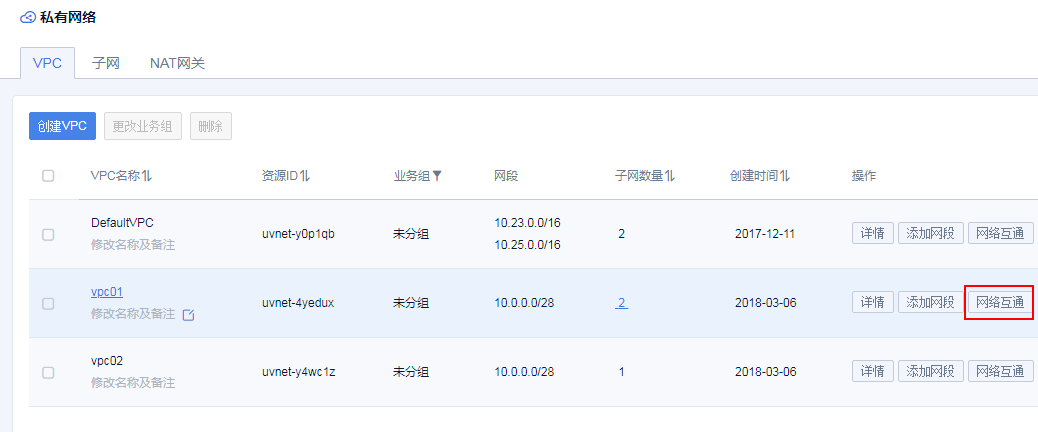 私有网络
VPC 子网 NAT网关
创建VPC 更改业务组 删除
VPC名称 资源ID 业务组 网段 子网数量 创建时间 操作
DefaultVPC
修改名称及备注
uvnet-y0p1qb 未分组
10.23.0.0/16
10.25.0.0/16
2 2017-12-11 详情 添加网段 网络互通
vpc01
修改名称及备注
uvnet-4yedux 未分组 10.0.0.0/28 2 2018-03-06 详情 添加网段 网络互通
vpc02
修改名称及备注
uvnet-y4wc1z 未分组 10.0.0.0/28 1 2018-03-06 详情 添加网段 网络互通